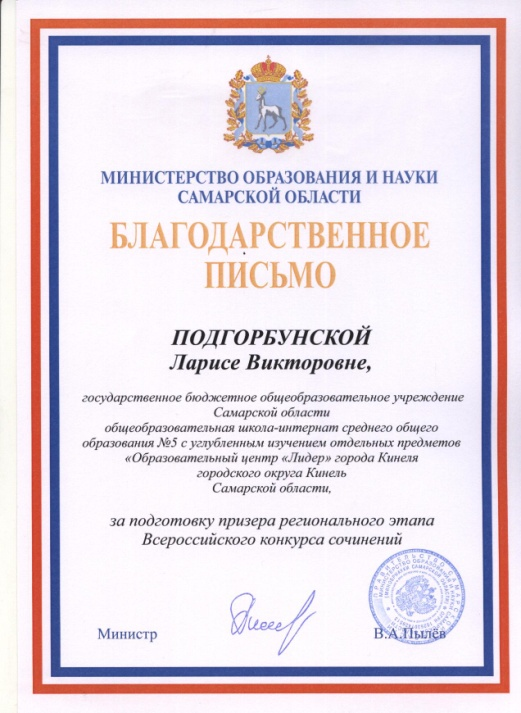 МИНИСТЕРСТВО ОБРАЗОВАНИЯ И НАУКИ
САМАРСКОЙ ОБЛАСТИ
БЛАГОДАРСТВЕННОЕ
ПИСЬМО
ПОДГОРБУНСКОЙ
Ларисе Викторовне,
государственное бюджетное общеобразовательное учреждение
Самарской области
общеобразовательная школа-интернат среднего общего
образования №5 с углубленным изучением отдельных предметов
«Образовательный центр «Лидер» города Кинеля
городского округа Кинель
Самарской области,
за подготовку призера регионального этапа
Всероссийского конкурса сочинений
Министр
В.А.Пылёв